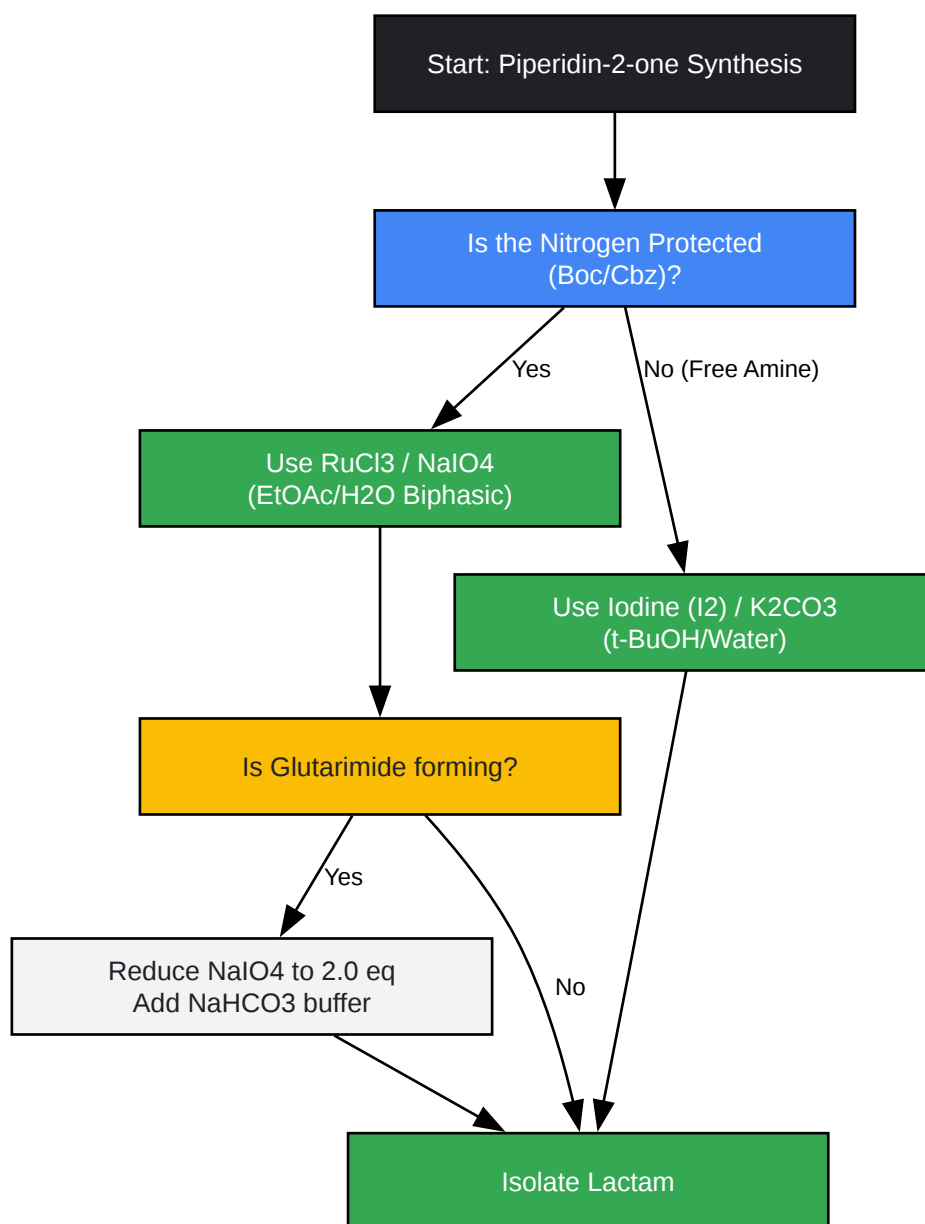 Start: Piperidin-2-one Synthesis
Is the Nitrogen Protected
(Boc/Cbz)?
Yes
No (Free Amine)
Use RuCl3 / NaIO4
(EtOAc/H2O Biphasic)
Use Iodine (I2) / K2CO3
(t-BuOH/Water)
Is Glutarimide forming?
Yes
No
Reduce NaIO4 to 2.0 eq
Add NaHCO3 buffer
Isolate Lactam